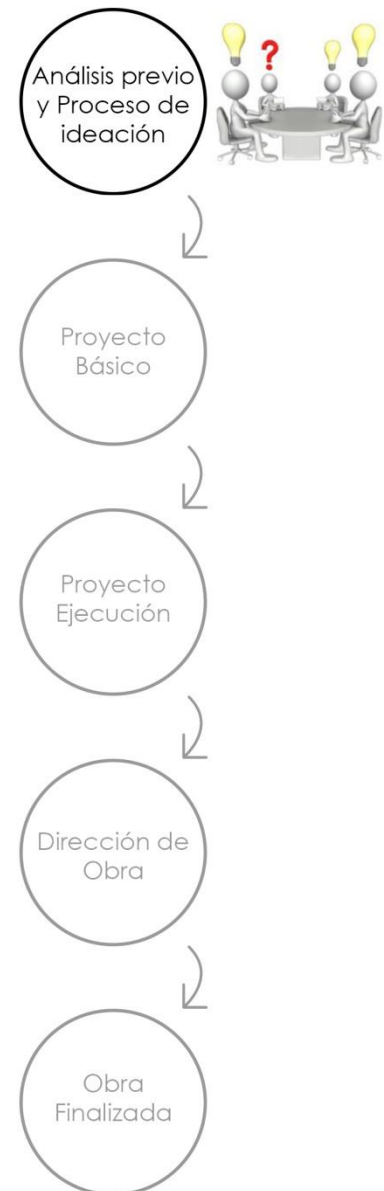 Análisis previo
y Proceso de
ideación
?
Proyecto
Básico
Proyecto
Ejecución
Dirección de
Obra
Obra
Finalizada